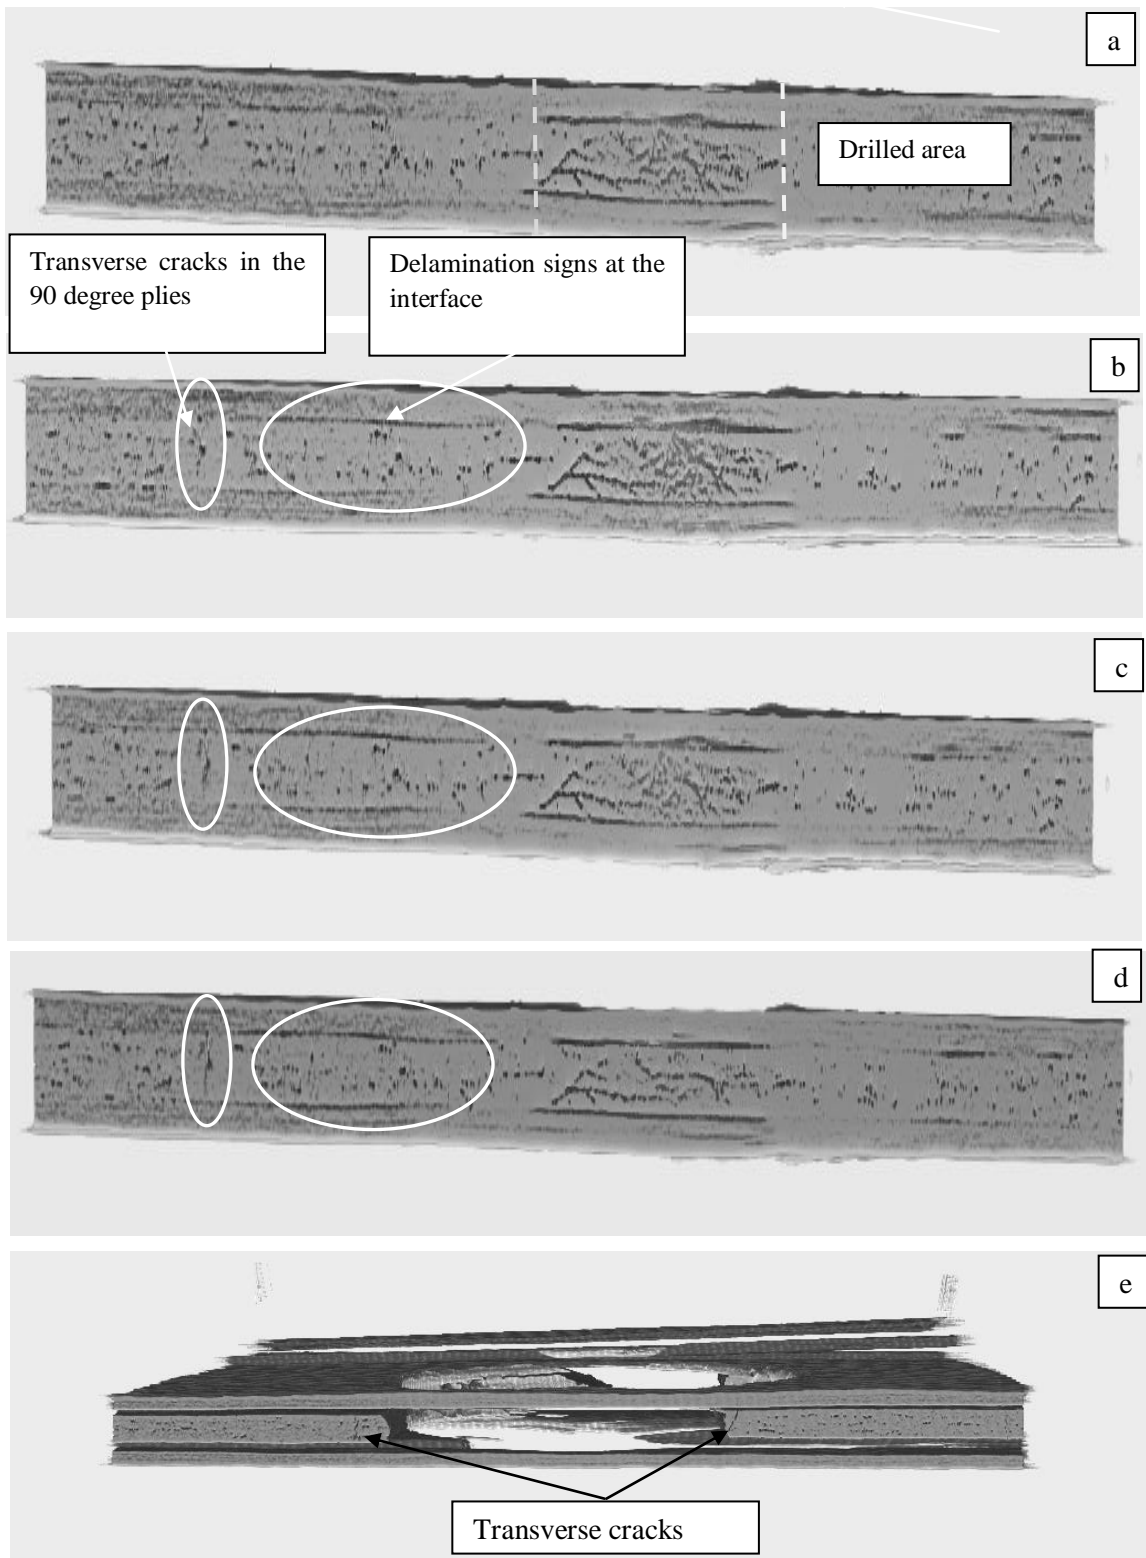 a
Drilled area
Transverse cracks in the
90 degree plies
Delamination signs at the
interface
b
c
d
e
Transverse cracks